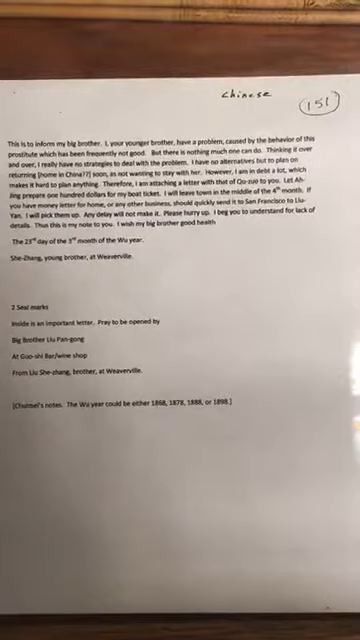 Chinese
151
This is to inform my big brother. I, your younger brother, have a problem, caused by the behavior of this
prostitute which has been frequently not good. But there is nothing much one can do. Thinking it over
and over, I really have no strategies to deal with the problem. I have no alternatives but to plan on
returning [home in China??] soon, as not wanting to stay with her. However, I am in debt a lot, which
makes it hard to plan anything. Therefore, I am attaching a letter with that of Qo-zuo to you. Let Ah-
Jing prepare one hundred dollars for my boat ticket. I will leave town in the middle of the 4th month. If
you have money letter for home, or any other business, should quickly send it to San Francisco to Liu-
Yan. I will pick them up. Any delay will not make it. Please hurry up. I beg you to understand for lack of
details. Thus this is my note to you. I wish my big brother good health
The 23rd day of the 3rd month of the Wu year.
She-Zhang, young brother, at Weaverville.
2 Seal marks
Inside is an important letter. Pray to be opened by
Big Brother Liu Pan-gong
At Guo-shi Bar/wine shop
From Liu She-zhang, brother, at Weaverville.
[Chuimei's notes. The Wu year could be either 1868, 1878, 1888, or 1898.]